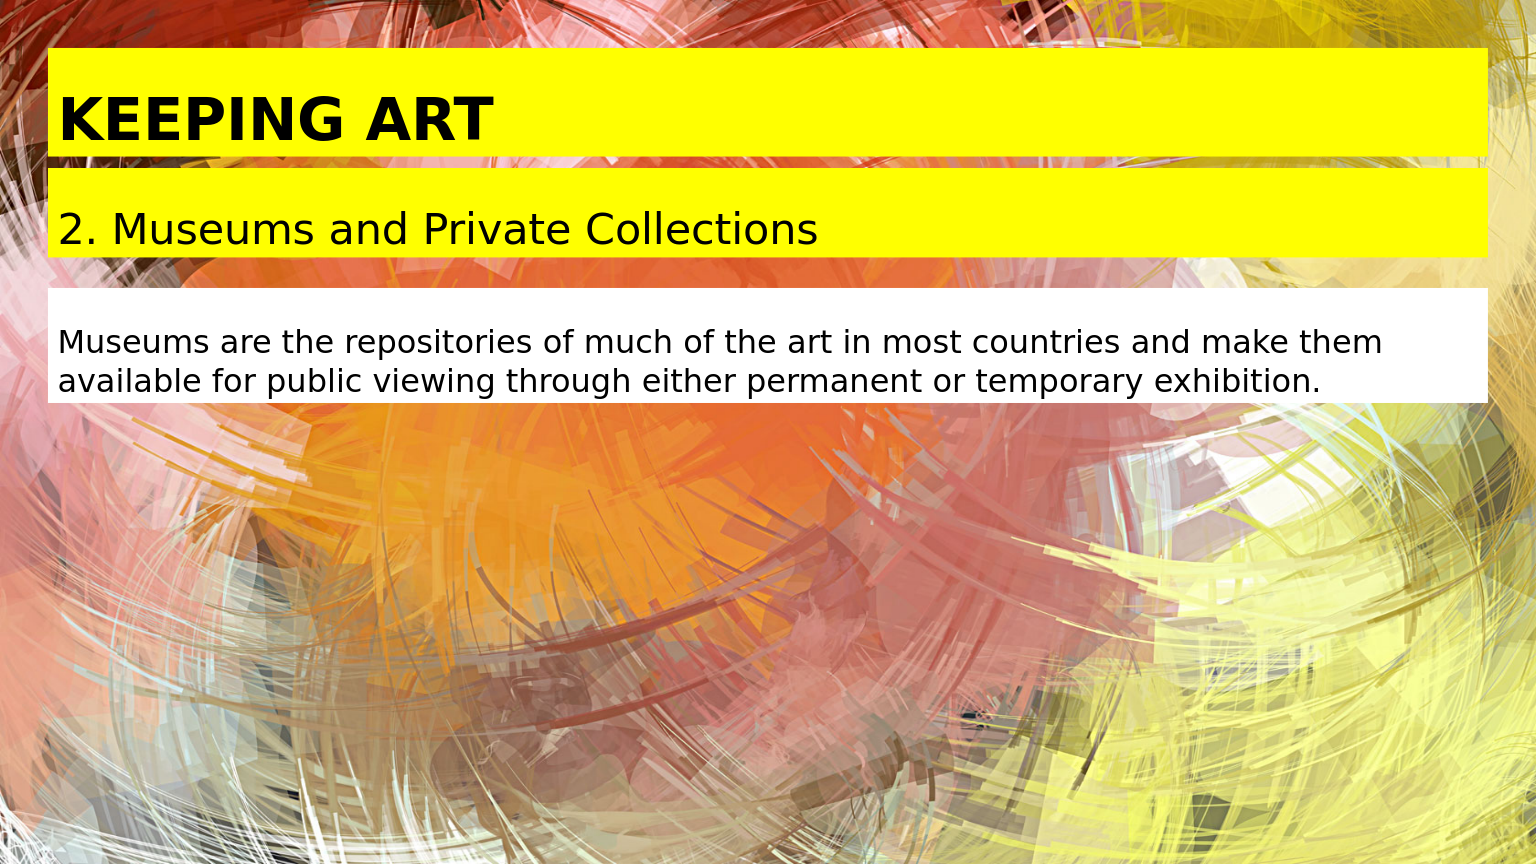 KEEPING ART
2. Museums and Private Collections
Museums are the repositories of much of the art in most countries and make them
available for public viewing through either permanent or temporary exhibition.